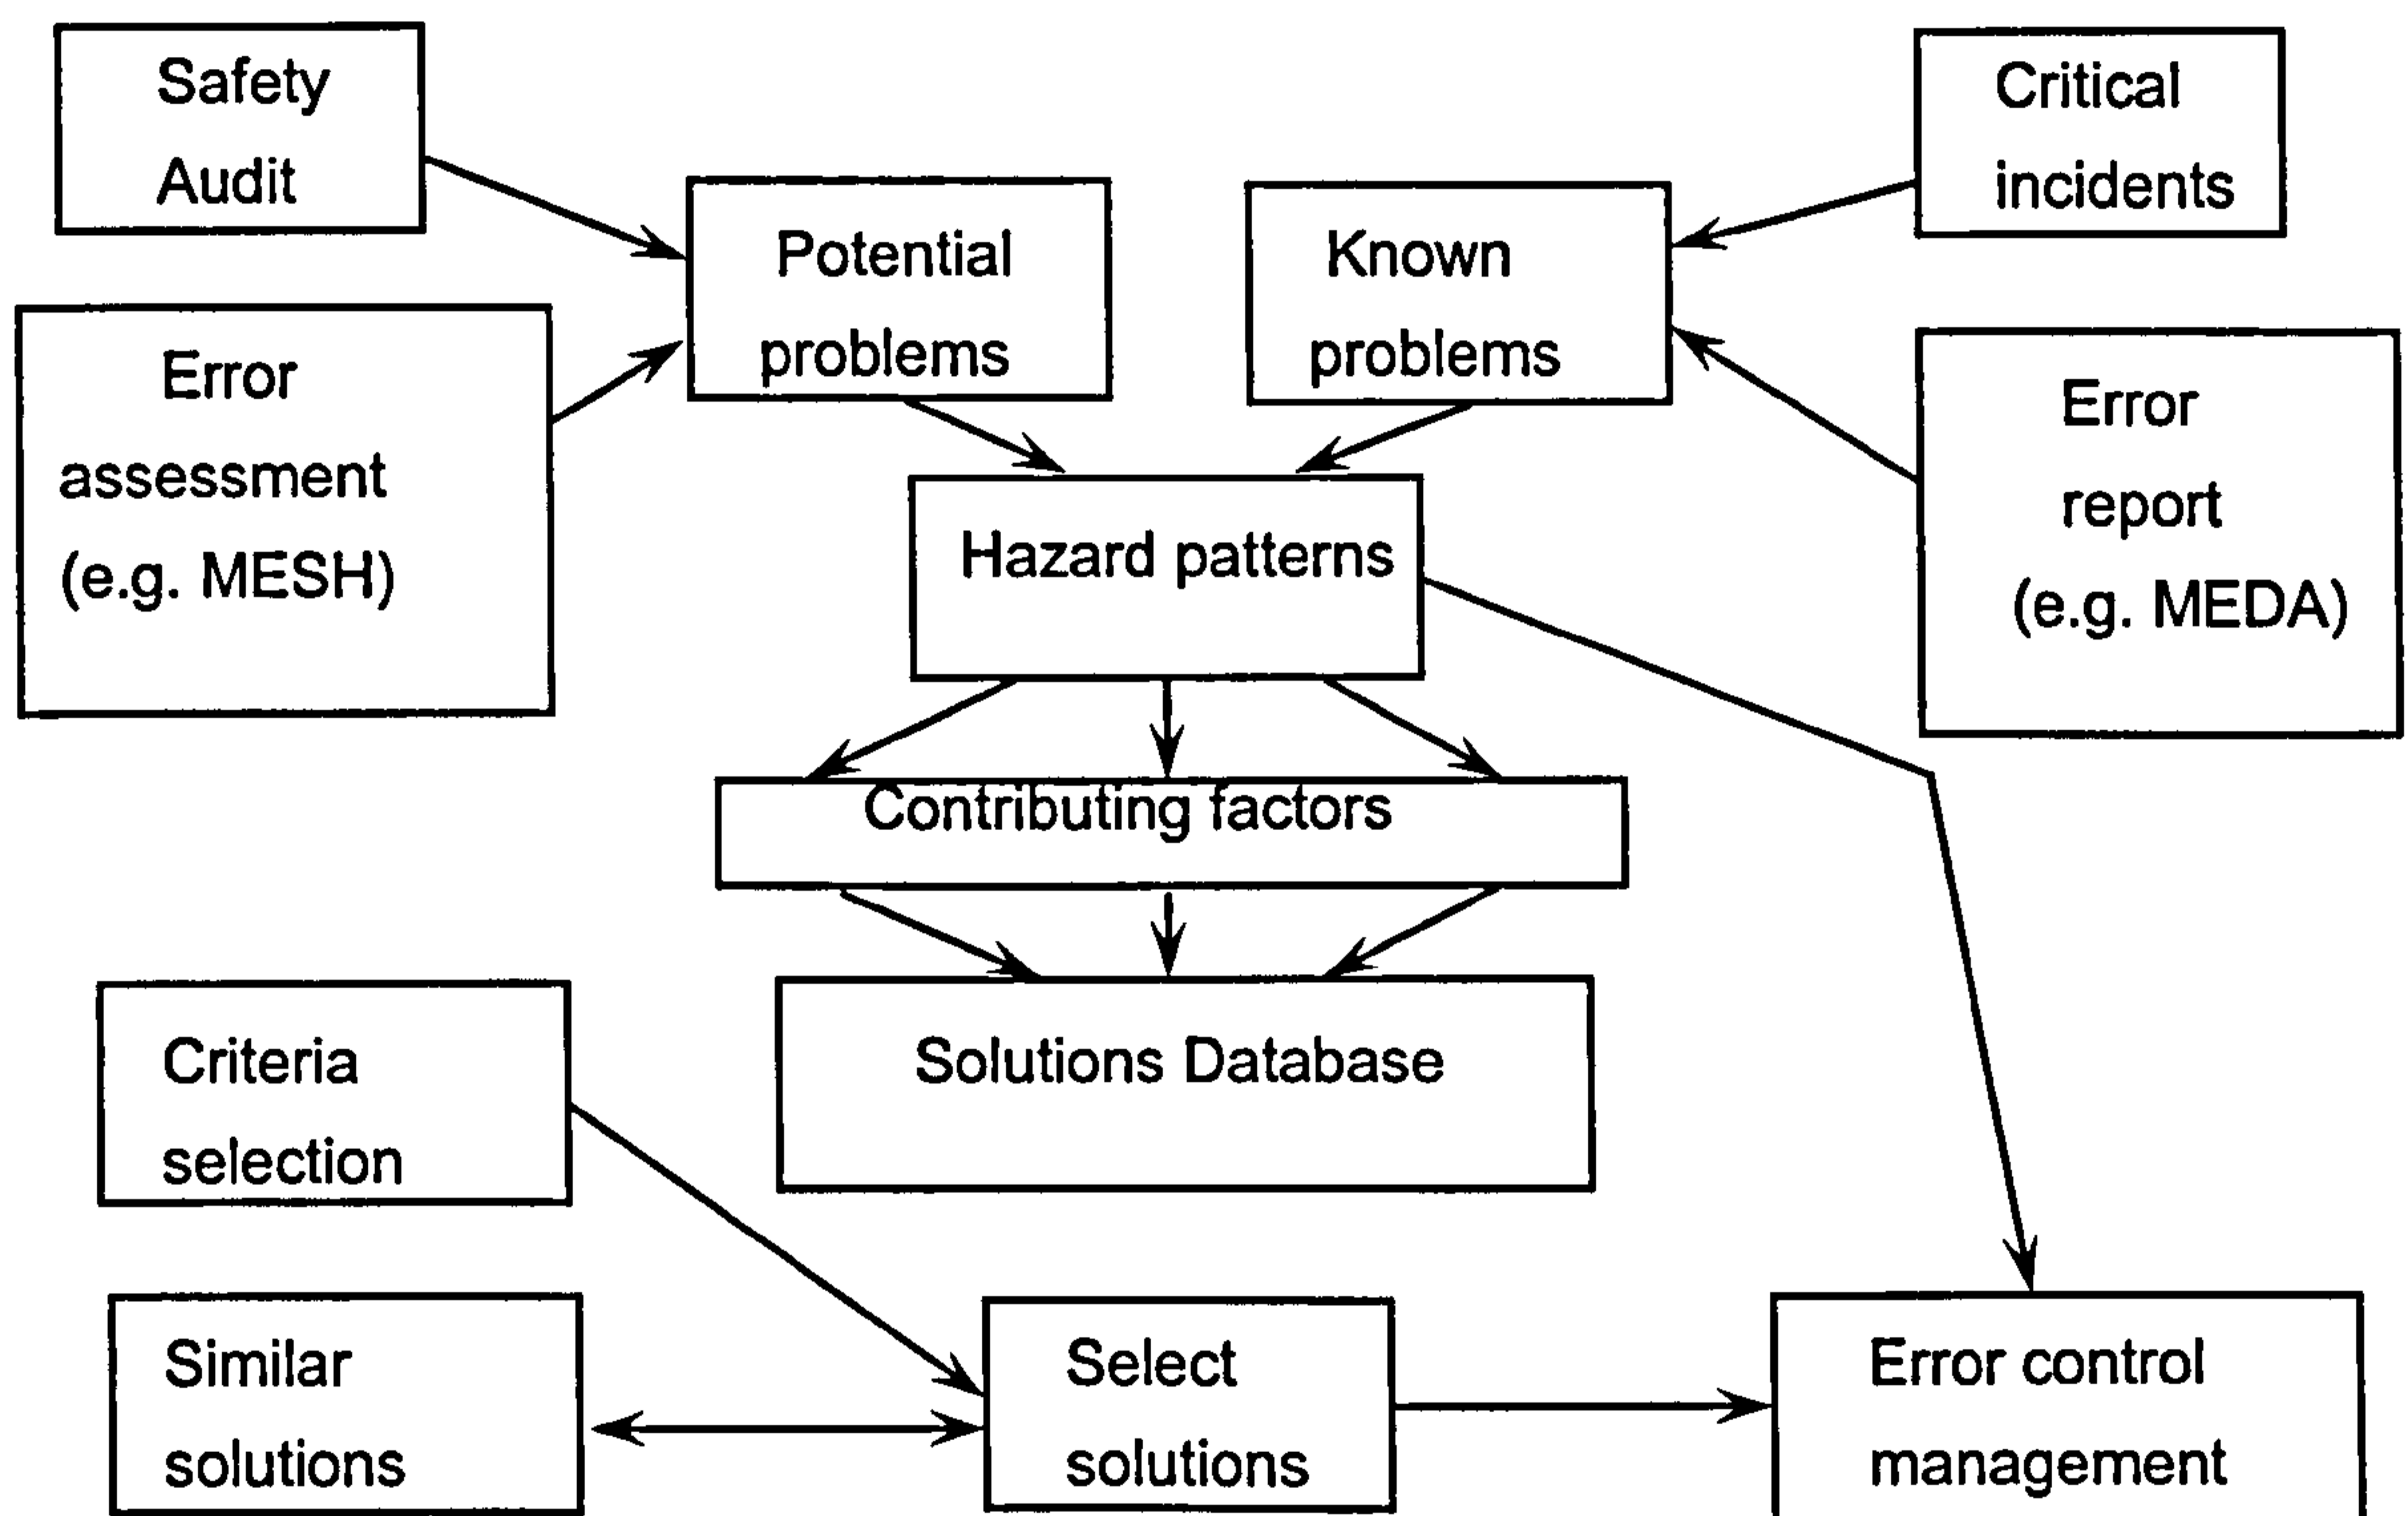 Safety
Audit
Critical
incidents
Potential
problems
Known
problems
Error
assessment
(e.g. MESH)
Error
report
(e.g. MEDA)
Hazard patterns
Contributing factors
Solutions Database
Criteria
selection
Similar
solutions
Select
solutions
Error control
management